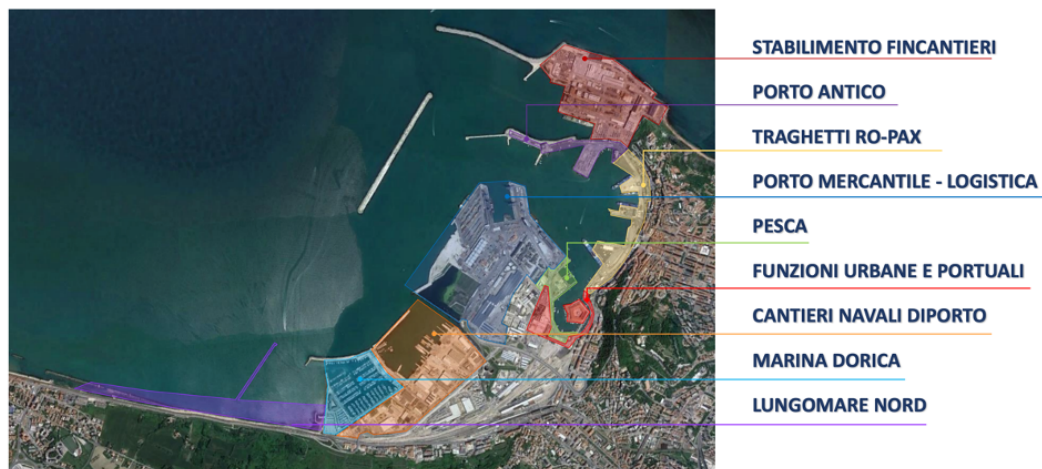 STABILIMENTO FINCANTIERI
PORTO ANTICO
TRAGHETTI RO-PAX
PORTO MERCANTILE - LOGISTICA
PESCA
FUNZIONI URBANE E PORTUALI
CANTIERI NAVALI DIPORTO
MARINA DORICA
LUNGOMARE NORD